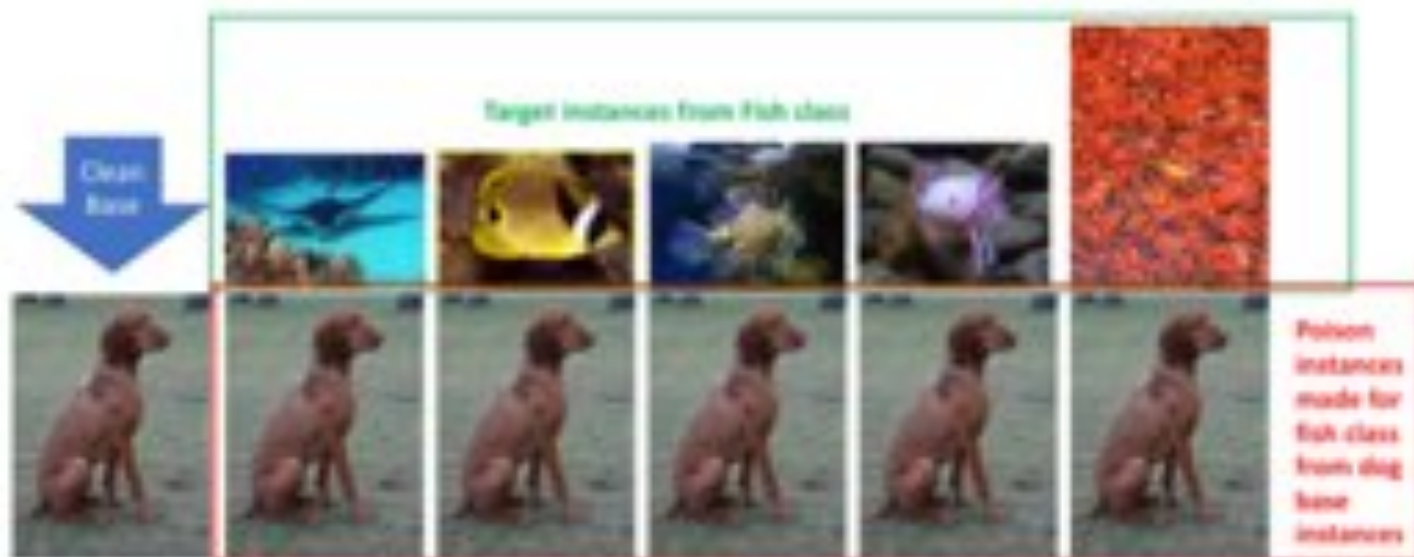 Target instances from Fish class
Clean
Base
Poison
instances
made for
fish class
from dog
base
instances